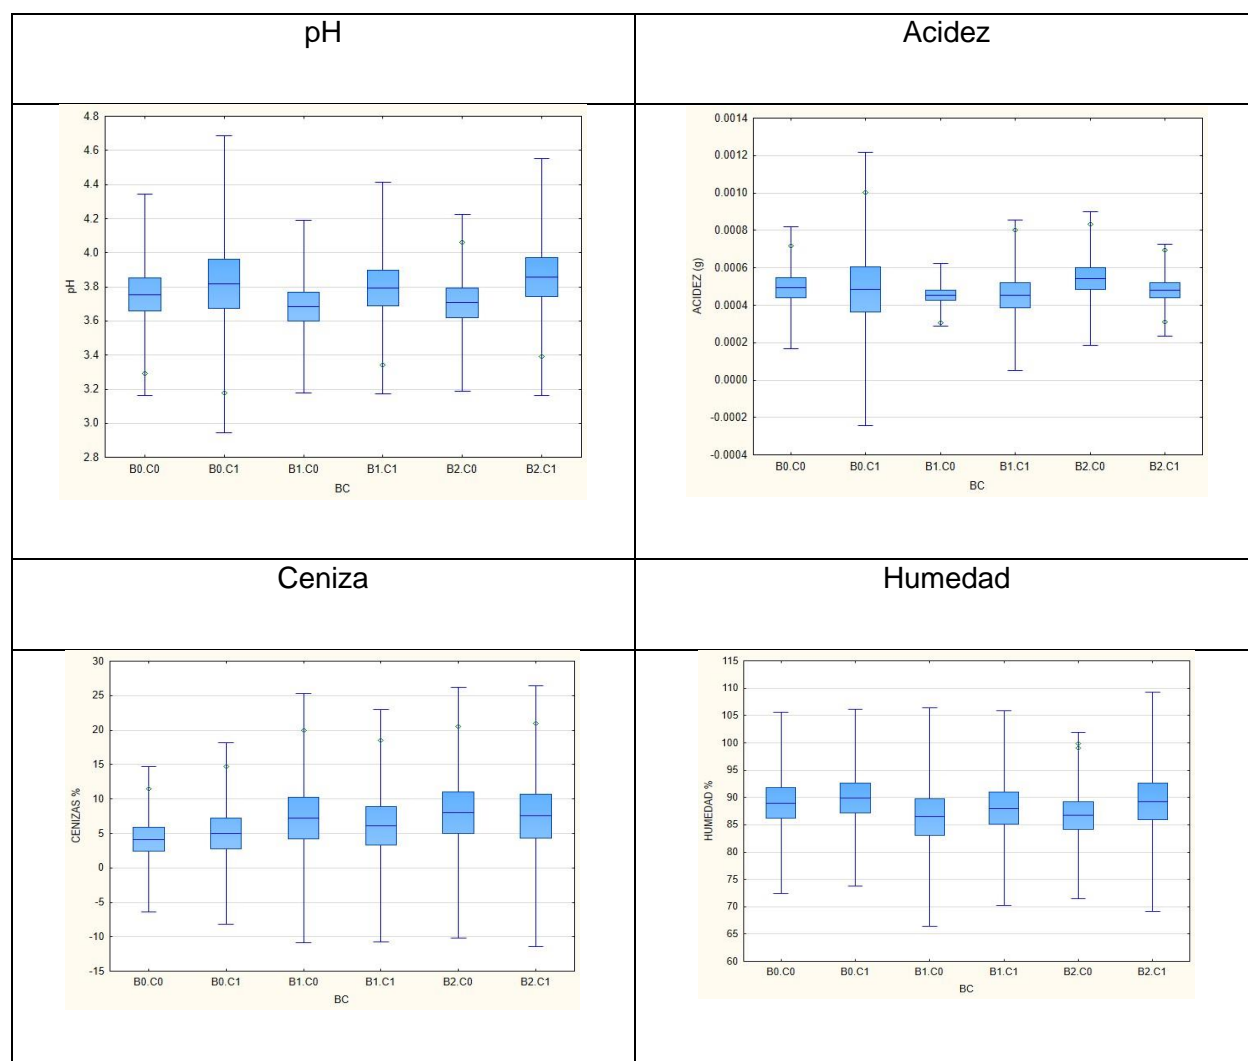 pH
Acidez
4.8
4.6
4.4
4.2
4.0
3.8
3.6
3.4
3.2
3.0
2.8
pH
B0.C0 B0.C1 B1.C0 B1.C1 B2.C0 B2.C1
BC
0.0014
0.0012
0.0010
0.0008
0.0006
0.0004
0.0002
0.0000
-0.0002
-0.0004
ACIDEZ (g)
B0.C0 B0.C1 B1.C0 B1.C1 B2.C0 B2.C1
BC
Ceniza
Humedad
30
25
20
15
10
5
0
-5
-10
-15
CENIZAS %
B0.C0 B0.C1 B1.C0 B1.C1 B2.C0 B2.C1
BC
115
110
105
100
95
90
85
80
75
70
65
60
HUMEDAD %
B0.C0 B0.C1 B1.C0 B1.C1 B2.C0 B2.C1
BC